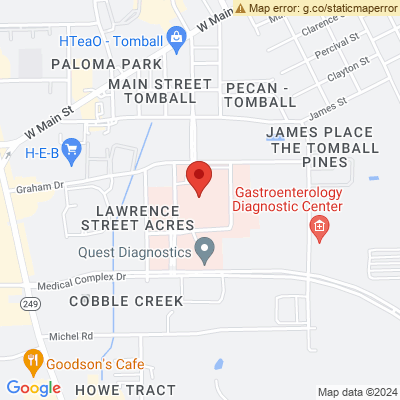 Map error: g.co/staticmaperror
W Main St
Clarence St
HTeaO - Tomball
Percival St
PALOMA PARK
Clayton St
MAIN STREET
TOMBALL
PECAN -
TOMBALL
James St
W Main St
JAMES PLACE
THE TOMBALL
PINES
H-E-B
Graham Dr
Gastroenterology
Diagnostic Center
LAWRENCE
STREET ACRES
Quest Diagnostics
Medical Complex Dr
249
COBBLE CREEK
Michel Rd
Goodson's Cafe
Google
HOWE TRACT
Map data ©2024